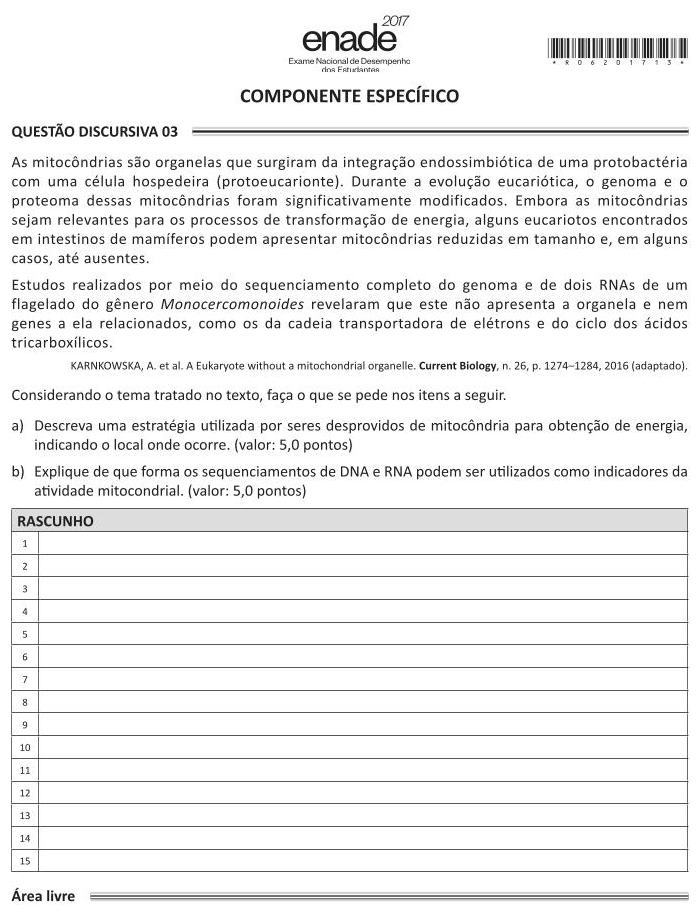 enade 2017
Exame Nacional de Desempenho
dos Estudantes
* R 0 6 2 0 1 7 1 3 *
COMPONENTE ESPECÍFICO
QUESTÃO DISCURSIVA 03
As mitocôndrias são organelas que surgiram da integração endossimbiótica de uma protobactéria
com uma célula hospedeira (protoeucarionte). Durante a evolução eucariótica, o genoma e o
proteoma dessas mitocôndrias foram significativamente modificados. Embora as mitocôndrias
sejam relevantes para os processos de transformação de energia, alguns eucariotos encontrados
em intestinos de mamíferos podem apresentar mitocôndrias reduzidas em tamanho e, em alguns
casos, até ausentes.
Estudos realizados por meio do sequenciamento completo do genoma e de dois RNAs de um
flagelado do gênero Monocercomonoides revelaram que este não apresenta a organela e nem
genes a ela relacionados, como os da cadeia transportadora de elétrons e do ciclo dos ácidos
tricarboxílicos.
KARNKOWSKA, A. et al. A Eukaryote without a mitochondrial organelle. Current Biology, n. 26, p. 1274–1284, 2016 (adaptado).
Considerando o tema tratado no texto, faça o que se pede nos itens a seguir.
a) Descreva uma estratégia utilizada por seres desprovidos de mitocôndria para obtenção de energia,
indicando o local onde ocorre. (valor: 5,0 pontos)
b) Explique de que forma os sequenciamentos de DNA e RNA podem ser utilizados como indicadores da
atividade mitocondrial. (valor: 5,0 pontos)
RASCUNHO
1
2
3
4
5
6
7
8
9
10
11
12
13
14
15
Área livre